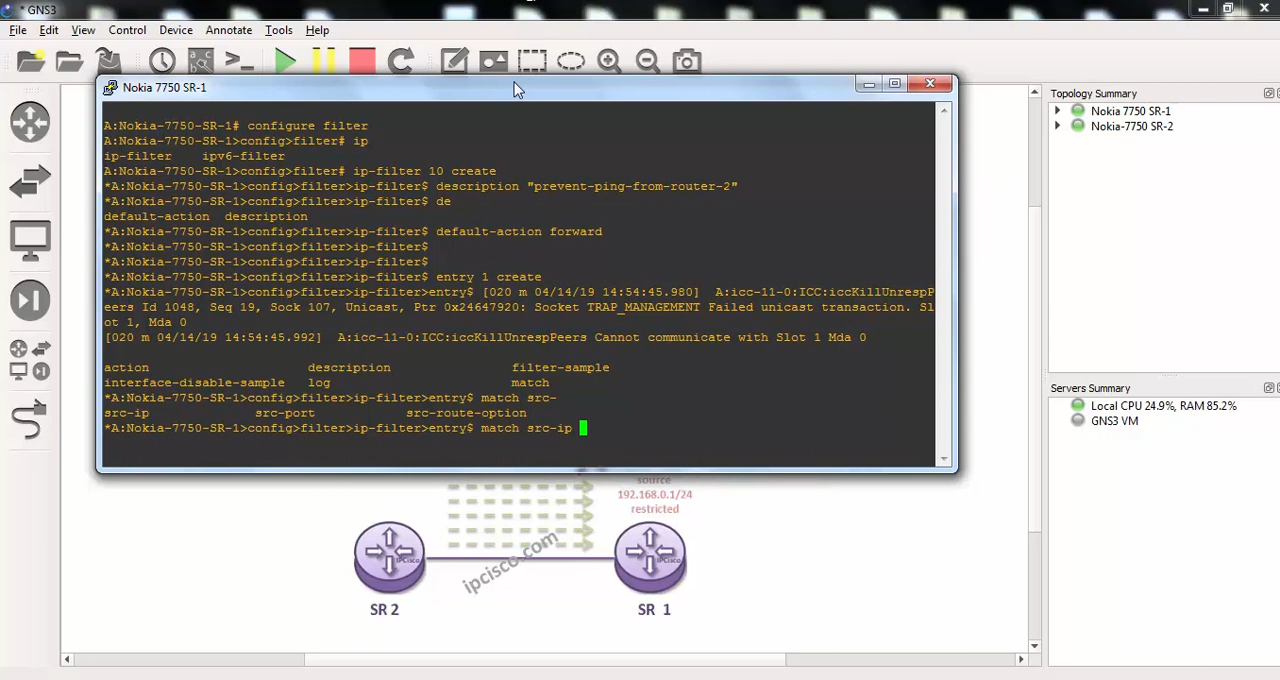 * GNS3
File Edit View Control Device Annotate Tools Help
Nokia 7750 SR-1
A:Nokia-7750-SR-1# configure filter
A:Nokia-7750-SR-1>config>filter# ip
ip-filter ipv6-filter
A:Nokia-7750-SR-1>config>filter# ip-filter 10 create
*A:Nokia-7750-SR-1>config>filter>ip-filter$ description "prevent-ping-from-router-2"
*A:Nokia-7750-SR-1>config>filter>ip-filter$ de
default-action description
*A:Nokia-7750-SR-1>config>filter>ip-filter$ default-action forward
*A:Nokia-7750-SR-1>config>filter>ip-filter$
*A:Nokia-7750-SR-1>config>filter>ip-filter$
*A:Nokia-7750-SR-1>config>filter>ip-filter$ entry 1 create
*A:Nokia-7750-SR-1>config>filter>ip-filter>entry$ [020 m 04/14/19 14:54:45.980] A:icc-11-0:ICC:iccKillUnrespP
eers Id 1048, Seq 19, Sock 107, Unicast, Ptr 0x24647920: Socket TRAP_MANAGEMENT Failed unicast transaction. Sl
ot 1, Mda 0
[020 m 04/14/19 14:54:45.992] A:icc-11-0:ICC:iccKillUnrespPeers Cannot communicate with Slot 1 Mda 0
action description filter-sample
interface-disable-sample log match
*A:Nokia-7750-SR-1>config>filter>ip-filter>entry$ match src-
src-ip src-port src-route-option
*A:Nokia-7750-SR-1>config>filter>ip-filter>entry$ match src-ip
source
192.168.0.1/24
restricted
ipcisco.com
SR 2
SR 1
Topology Summary
Nokia 7750 SR-1
Nokia-7750 SR-2
Servers Summary
Local CPU 24.9%, RAM 85.2%
GNS3 VM